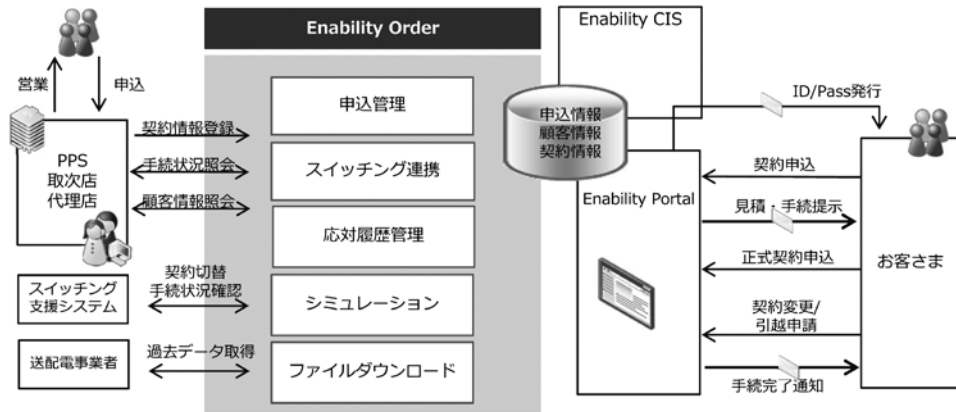 営業
申込
PPS
取次店
代理店
契約情報登録
手続状況照会
顧客情報照会
スイッチング
支援システム
契約切替
手続状況確認
送配電事業者
過去データ取得
Enability Order
申込管理
スイッチング連携
応対履歴管理
シミュレーション
ファイルダウンロード
Enability CIS
申込情報
顧客情報
契約情報
Enability Portal
ID/Pass発行
契約申込
見積・手続提示
正式契約申込
契約変更/
引越申請
手続完了通知
お客さま